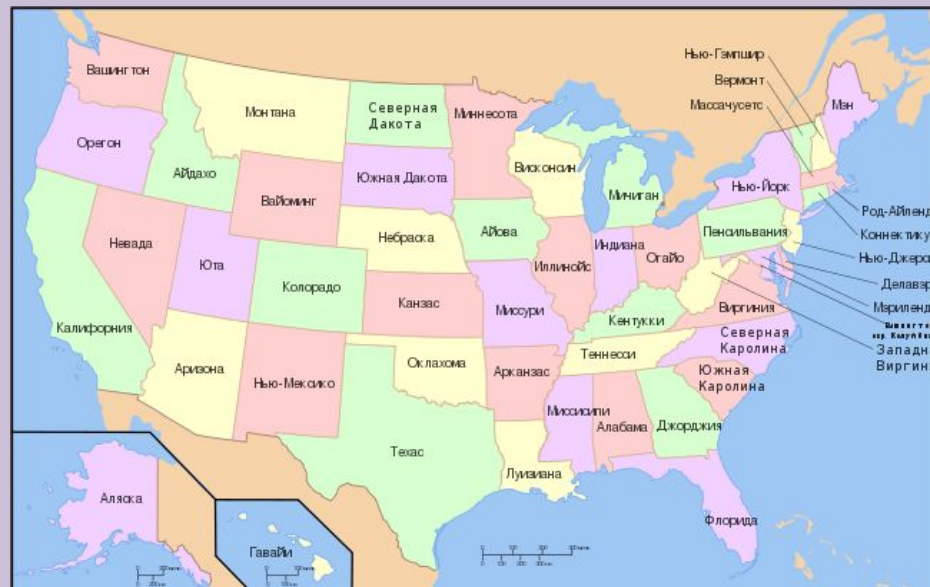 Нью-Гэмпшир
Вермонт
Массачусетс
Мэн
Вашингтон
Монтана
Северная
Дакота
Миннесота
Орегон
Айдахо
Южная Дакота
Висконсин
Мичиган
Нью-Йорк
Вайоминг
Род-Айленд
Коннектику
Нью-Джерс
Невада
Юта
Небраска
Айова
Иллинойс
Индиана
Огайо
Пенсильвания
Делавэр
Мэриленд
Колорадо
Канзас
Миссури
Кентукки
Виргиния
Калифорния
Северная
Каролина
Западна
Виргин
Аризона
Нью-Мексико
Оклахома
Арканзас
Теннесси
Южная
Каролина
Миссисипи
Алабама
Джорджия
Техас
Луизиана
Флорида
Аляска
Гавайи